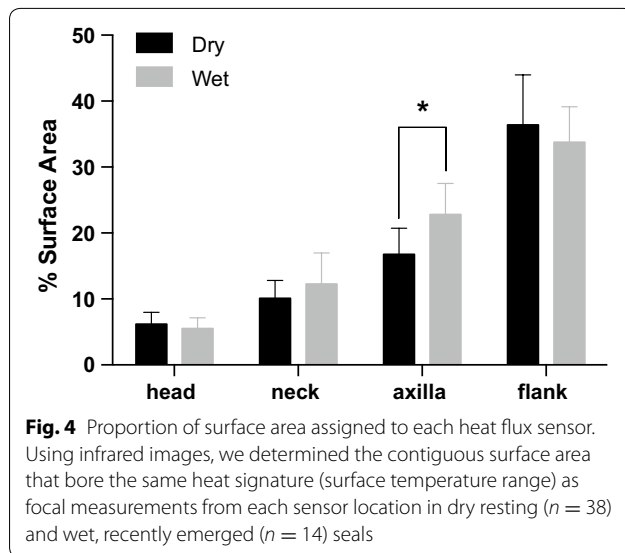 50
40
30
20
10
0
% Surface Area
Dry
Wet
*
head neck axilla flank
Fig. 4 Proportion of surface area assigned to each heat flux sensor.
Using infrared images, we determined the contiguous surface area
that bore the same heat signature (surface temperature range) as
focal measurements from each sensor location in dry resting (n = 38)
and wet, recently emerged (n = 14) seals